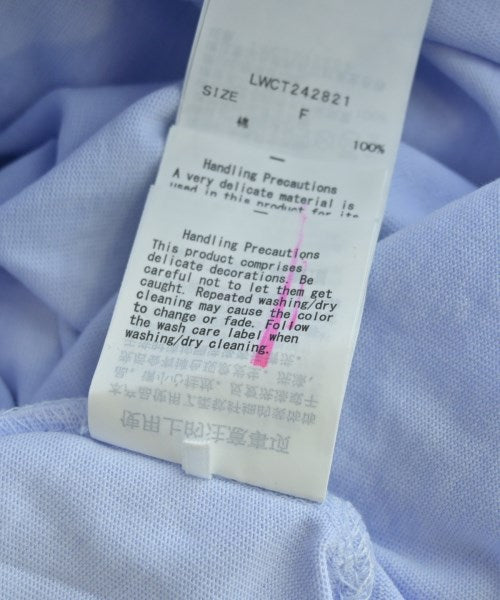 LWCT242821
SIZE F
綿 100%
Handling Precautions
A very delicate material is
used in this product for its
Handling Precautions
This product comprises
delicate decorations. Be
careful not to let them get
caught. Repeated washing/dry
cleaning may cause the color
to change or fade. Follow
the wash care label when
washing/dry cleaning.
使用上的注意事项